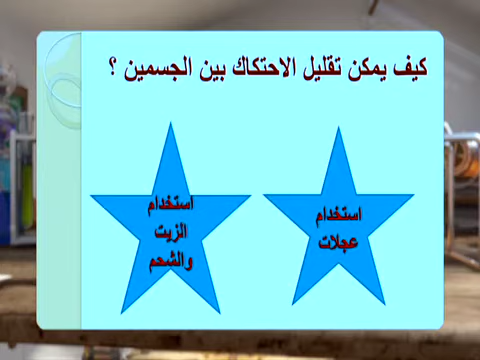 كيف يمكن تقليل الاحتكاك بين الجسمين ؟
استخدام
عجلات
استخدام
الزيت
والشحم